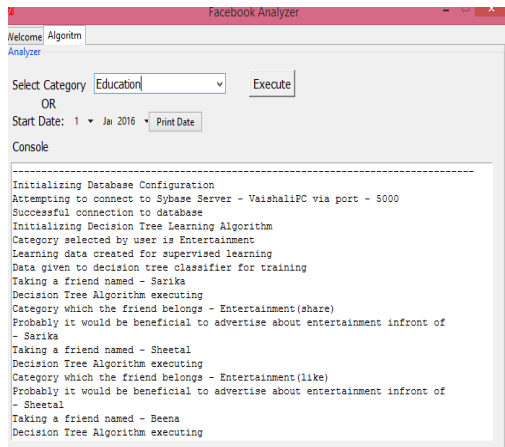 Facebook Analyzer
Welcome Algoritm
Analyzer
Select Category Education Execute
OR
Start Date: 1 Jai 2016 Print Date
Console
--------------------------------------------------------------------------
Initializing Database Configuration
Attempting to connect to Sybase Server - VaishaliPC via port - 5000
Successful connection to database
Initializing Decision Tree Learning Algorithm
Category selected by user is Entertainment
Learning data created for supervised learning
Data given to decision tree classifier for training
Taking a friend named - Sarika
Decision Tree Algorithm executing
Category which the friend belongs - Entertainment(share)
Probably it would be beneficial to advertise about entertainment infront of
- Sarika
Taking a friend named - Sheetal
Decision Tree Algorithm executing
Category which the friend belongs - Entertainment(like)
Probably it would be beneficial to advertise about entertainment infront of
- Sheetal
Taking a friend named - Beena
Decision Tree Algorithm executing